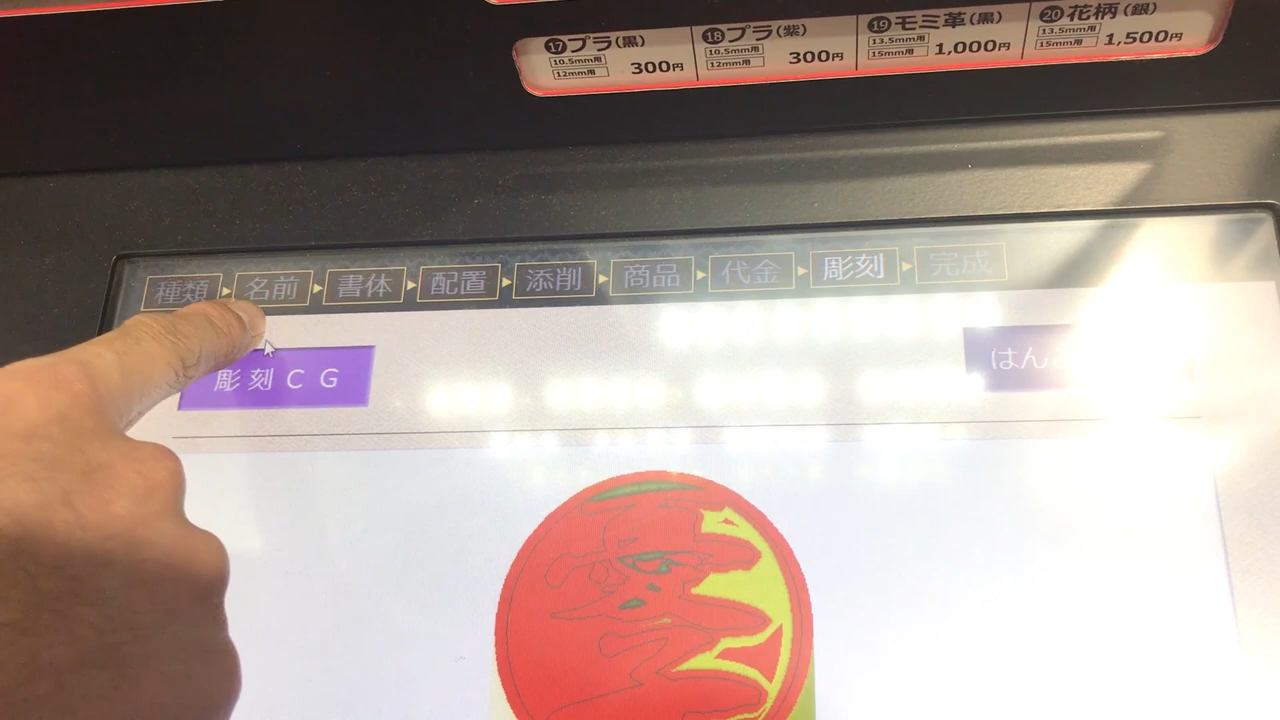 ⑰プラ(黒)
10.5mm用
12mm用
300円
⑱プラ(紫)
10.5mm用
12mm用
300円
⑲モミ革(黒)
13.5mm用
15mm用
1,000円
⑳花柄(銀)
13.5mm用
15mm用
1,500円
種類 名前 書体 配置 添削 商品 代金 彫刻 完成
彫刻CG
はん